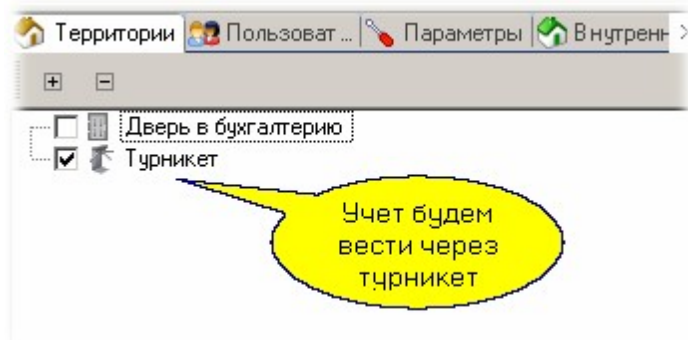 Территории Пользоват ... Параметры Внутренн
Дверь в бухгалтерию
Турникет
Учет будем
вести через
турникет